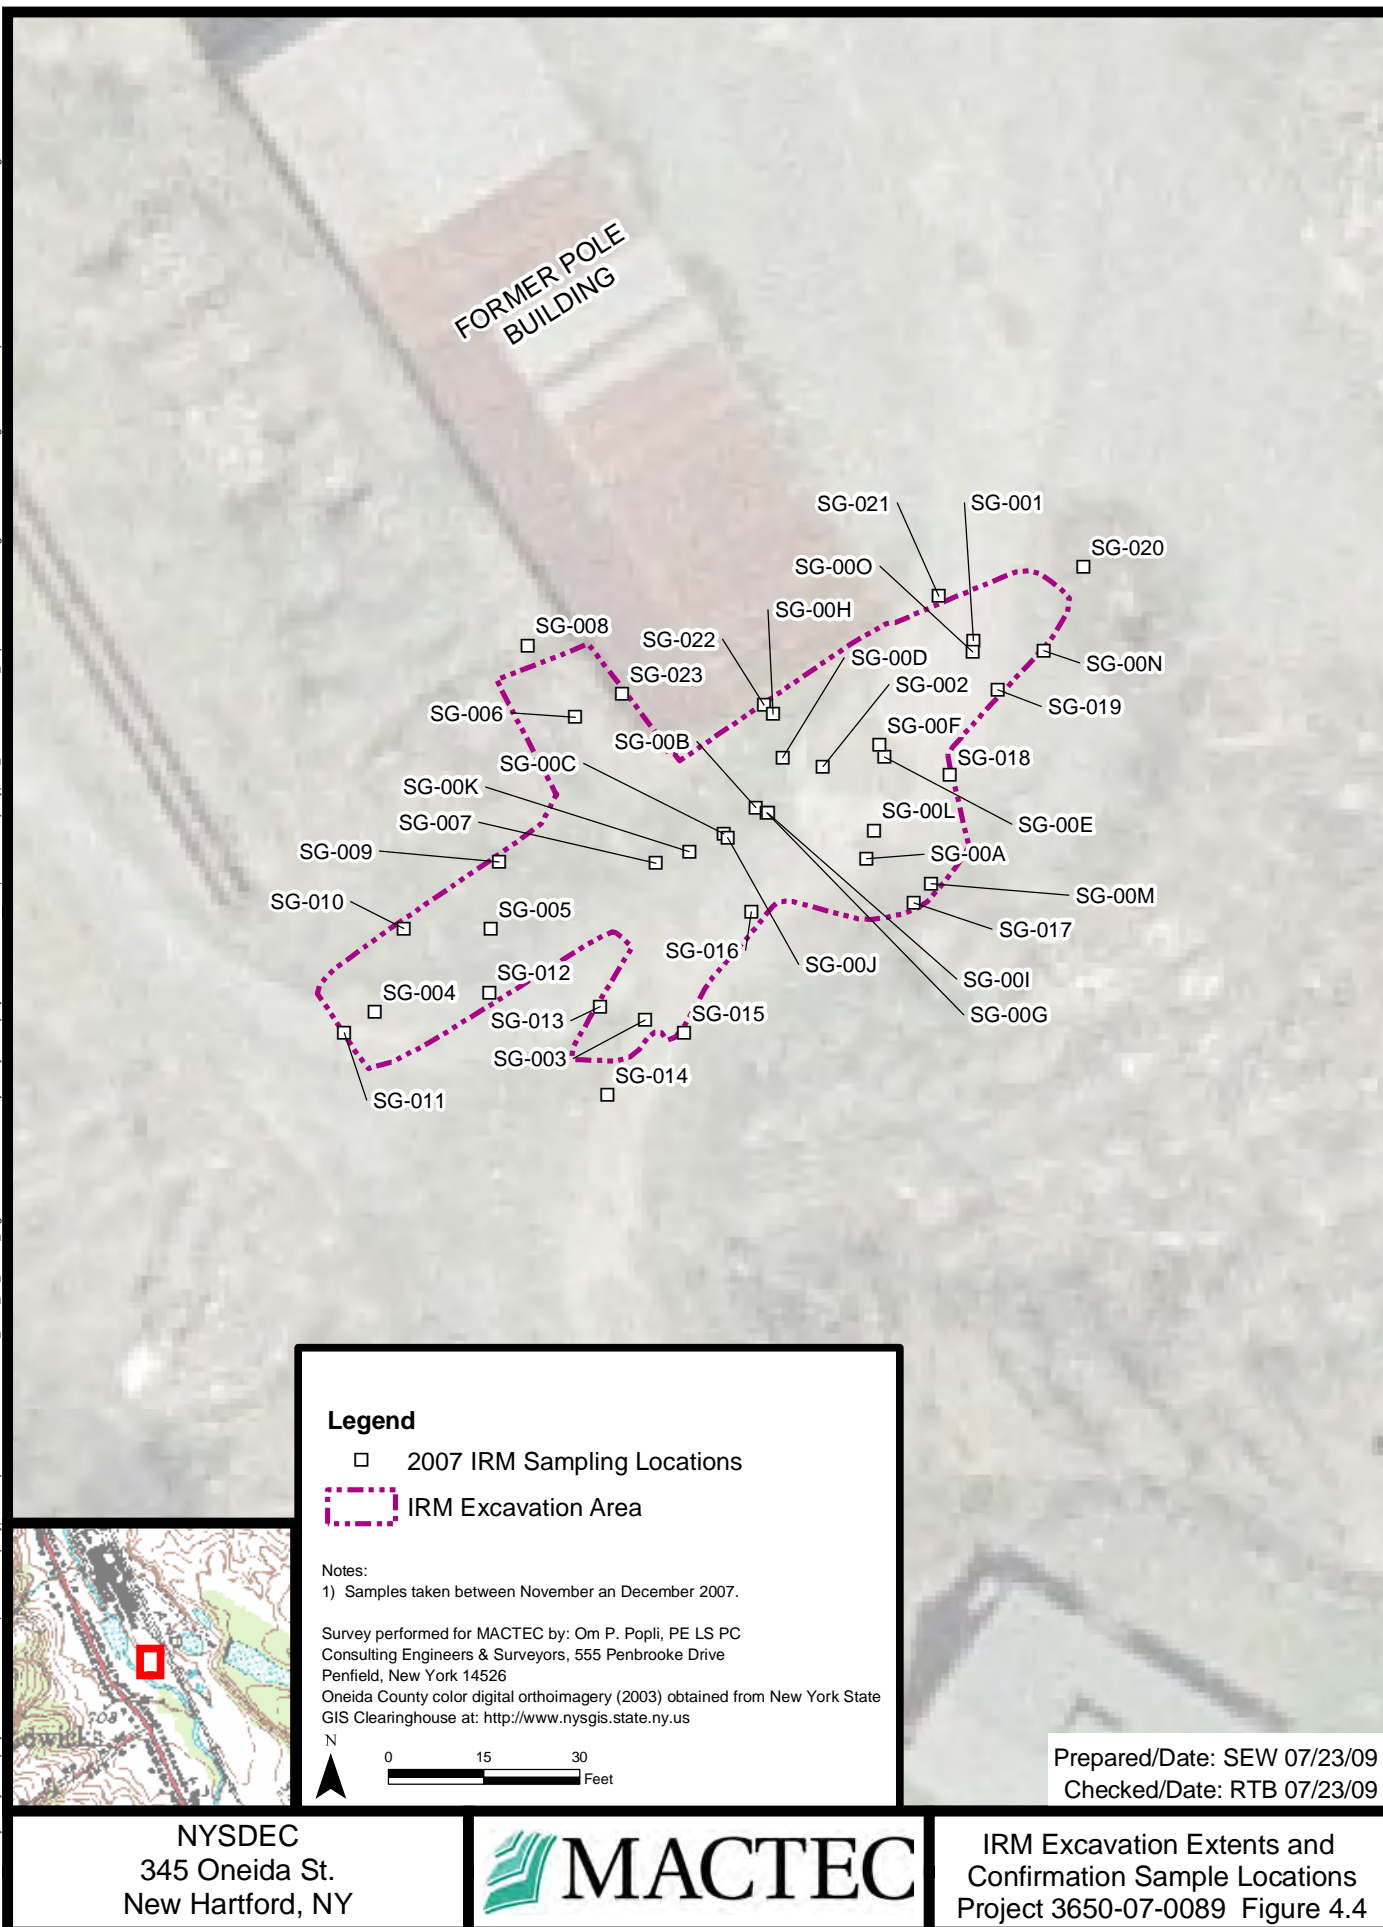 FORMER POLE
BUILDING
SG-021
SG-001
SG-020
SG-00O
SG-00H
SG-008
SG-022
SG-00D
SG-00N
SG-023
SG-002
SG-019
SG-006
SG-00F
SG-00B
SG-018
SG-00C
SG-00K
SG-00L
SG-00E
SG-007
SG-009
SG-00A
SG-00M
SG-010
SG-005
SG-017
SG-016
SG-00J
SG-012
SG-00I
SG-004
SG-013
SG-015
SG-00G
SG-003
SG-014
SG-011
Legend
2007 IRM Sampling Locations
IRM Excavation Area
Notes:
1) Samples taken between November an December 2007.
Survey performed for MACTEC by: Om P. Popli, PE LS PC
Consulting Engineers & Surveyors, 555 Penbrooke Drive
Penfield, New York 14526
Oneida County color digital orthoimagery (2003) obtained from New York State
GIS Clearinghouse at: http://www.nysgis.state.ny.us
N
0 15 30
Feet
Prepared/Date: SEW 07/23/09
Checked/Date: RTB 07/23/09
NYSDEC
345 Oneida St.
New Hartford, NY
MACTEC
IRM Excavation Extents and
Confirmation Sample Locations
Project 3650-07-0089 Figure 4.4